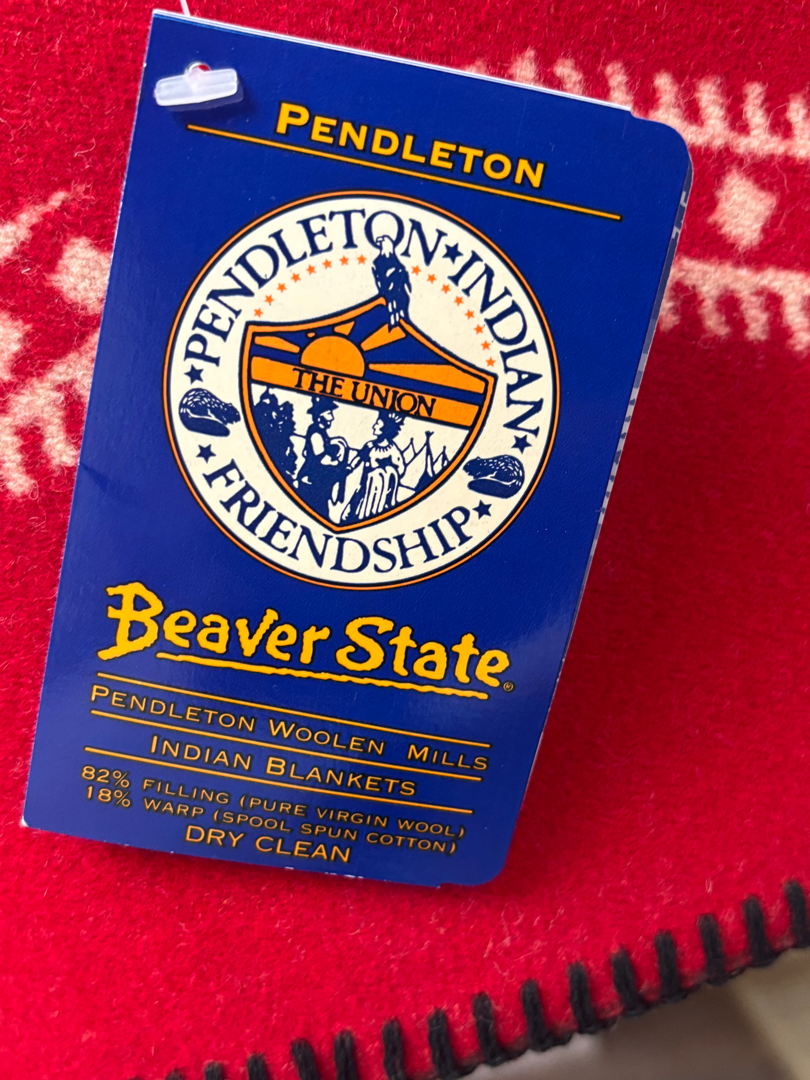 PENDLETON
PENDLETON★INDIAN★
★FRIENDSHIP★
THE UNION
Beaver State®
PENDLETON WOOLEN MILLS
INDIAN BLANKETS
82% FILLING (PURE VIRGIN WOOL)
18% WARP (SPOOL SPUN COTTON)
DRY CLEAN